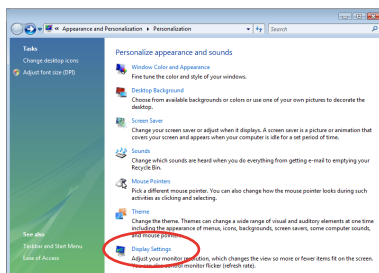 « Appearance and Personalization ▸ Personalization
Search
Tasks
Change desktop icons
Adjust font size (DPI)
Personalize appearance and sounds
Window Color and Appearance
Fine tune the color and style of your windows.
Desktop Background
Choose from available backgrounds or colors or use one of your own pictures to decorate the
desktop.
Screen Saver
Change your screen saver or adjust when it displays. A screen saver is a picture or animation that
covers your screen and appears when your computer is idle for a set period of time.
Sounds
Change which sounds are heard when you do everything from getting e-mail to emptying your
Recycle Bin.
Mouse Pointers
Pick a different mouse pointer. You can also change how the mouse pointer looks during such
activities as clicking and selecting.
Theme
Change the theme. Themes can change a wide range of visual and auditory elements at one time
including the appearance of menus, icons, backgrounds, screen savers, some computer sounds,
and mouse pointers.
Display Settings
Adjust your monitor resolution, which changes the view so more or fewer items fit on the screen.
You can also control monitor flicker (refresh rate).
See also
Taskbar and Start Menu
Ease of Access